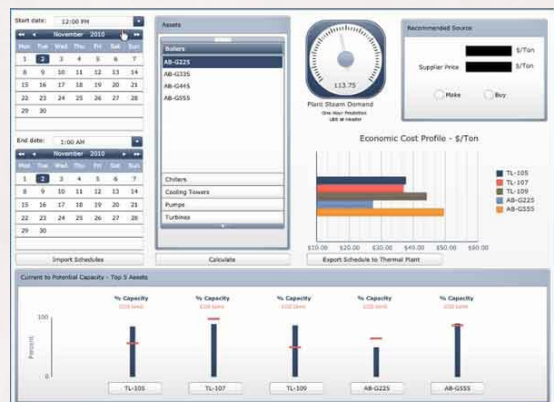 Start date: 12:00 PM
November 2010
Mon Tue Wed Thu Fri Sat Sun
1 2 3 4 5 6 7
8 9 10 11 12 13 14
15 16 17 18 19 20 21
22 23 24 25 26 27 28
29 30
End date: 1:00 AM
November 2010
Mon Tue Wed Thu Fri Sat Sun
1 2 3 4 5 6 7
8 9 10 11 12 13 14
15 16 17 18 19 20 21
22 23 24 25 26 27 28
29 30
Import Schedules
Assets
Boilers
AB-G225
AB-G335
AB-G445
AB-G555
Chillers
Cooling Towers
Pumps
Turbines
Calculate
113.75
Plant Steam Demand
One Hour Prediction
LBS at Header
Recommended Source
$/Ton
Supplier Price $/Ton
Make Buy
Economic Cost Profile - $/Ton
TL-105
TL-107
TL-109
AB-G225
AB-G555
$10.00 $20.00 $30.00 $40.00 $50.00 $60.00
Export Schedule to Thermal Plant
Current to Potential Capacity - Top 5 Assets
% Capacity % Capacity % Capacity % Capacity % Capacity
100
Percent
0
TL-105 TL-107 TL-109 AB-G225 AB-G555